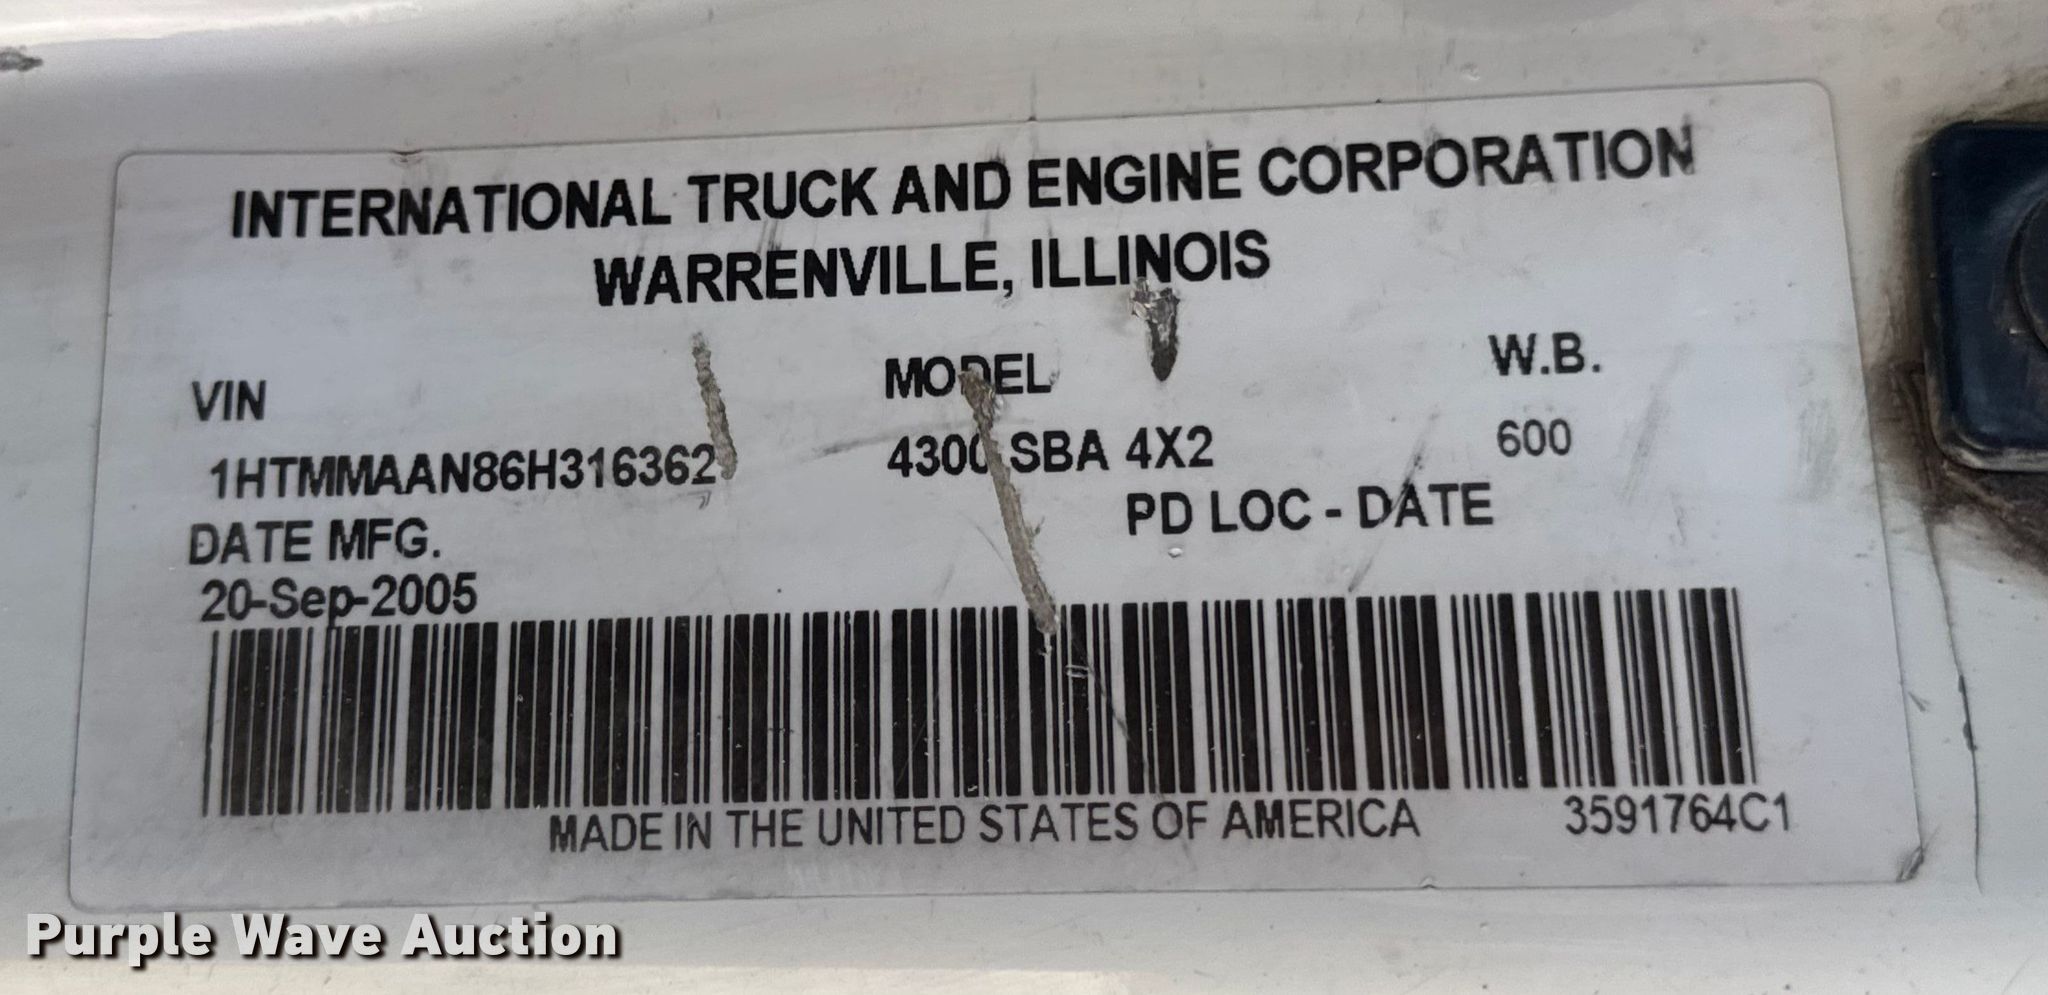 INTERNATIONAL TRUCK AND ENGINE CORPORATION
WARRENVILLE, ILLINOIS
VIN MODEL W.B.
1HTMMAAN86H316362 4300 SBA 4X2 600
DATE MFG. PD LOC - DATE
20-Sep-2005
MADE IN THE UNITED STATES OF AMERICA 3591764C1
Purple Wave Auction